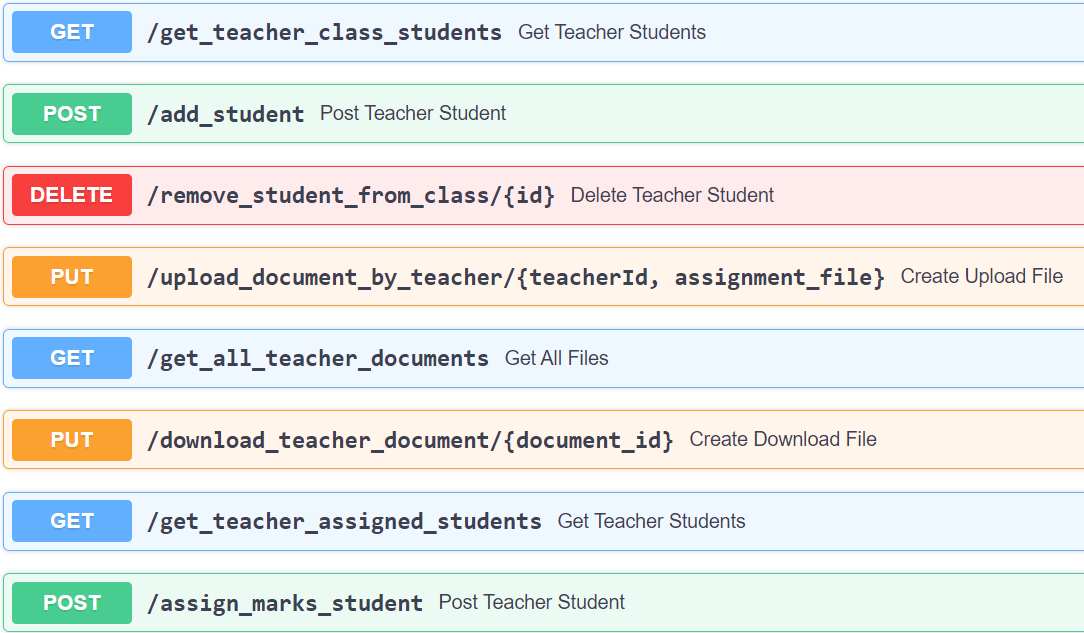 GET /get_teacher_class_students Get Teacher Students
POST /add_student Post Teacher Student
DELETE /remove_student_from_class/{id} Delete Teacher Student
PUT /upload_document_by_teacher/{teacherId, assignment_file} Create Upload File
GET /get_all_teacher_documents Get All Files
PUT /download_teacher_document/{document_id} Create Download File
GET /get_teacher_assigned_students Get Teacher Students
POST /assign_marks_student Post Teacher Student